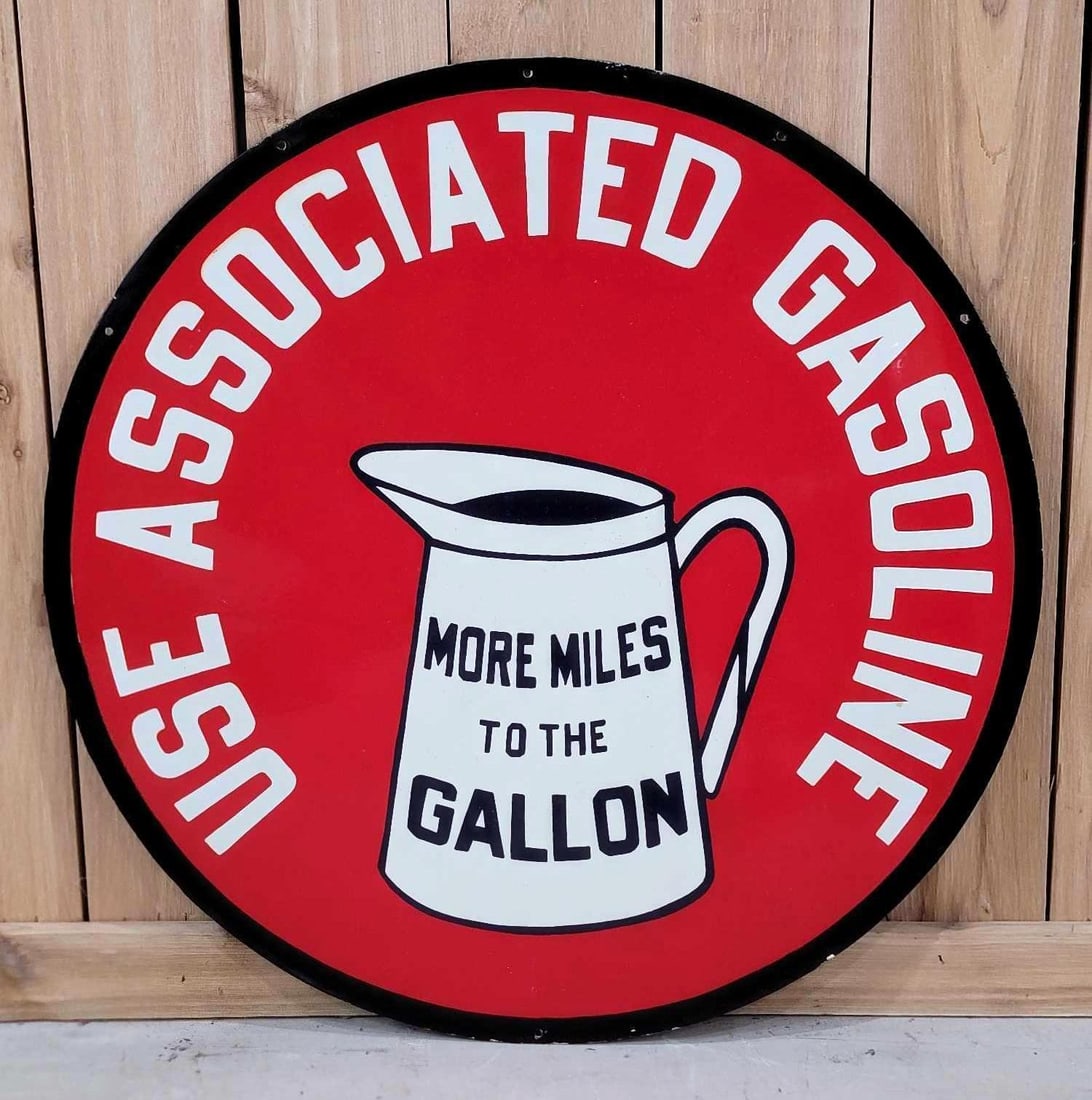 USE ASSOCIATED GASOLINE
MORE MILES
TO THE
GALLON